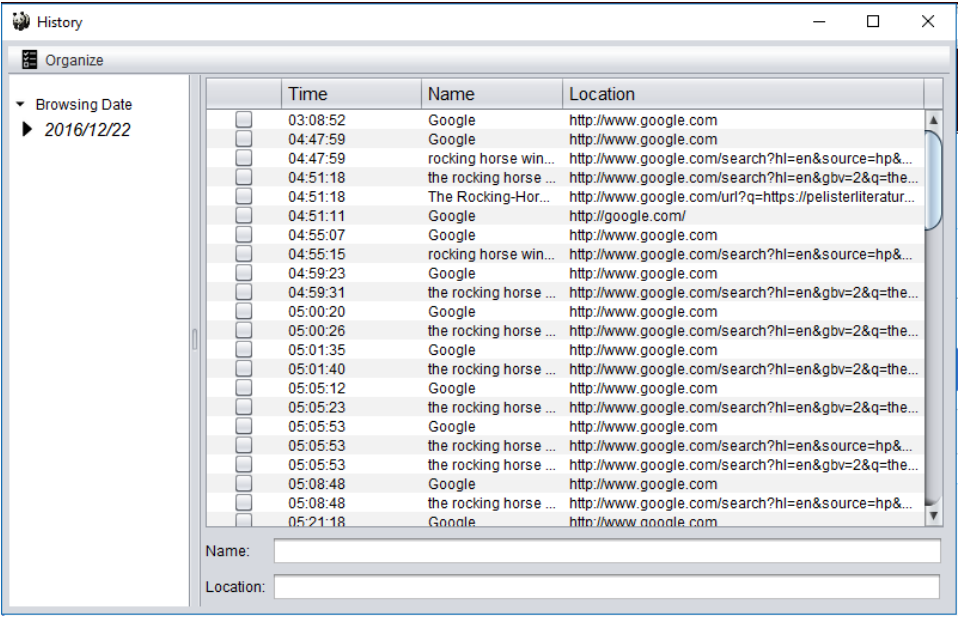 History
Organize
Browsing Date
2016/12/22
Time Name Location
03:08:52 Google http://www.google.com
04:47:59 Google http://www.google.com
04:47:59 rocking horse win... http://www.google.com/search?hl=en&source=hp&...
04:51:18 the rocking horse ... http://www.google.com/search?hl=en&gbv=2&q=the...
04:51:18 The Rocking-Hor... http://www.google.com/url?q=https://pelisterliteratur...
04:51:11 Google http://google.com/
04:55:07 Google http://www.google.com
04:55:15 rocking horse win... http://www.google.com/search?hl=en&source=hp&...
04:59:23 Google http://www.google.com
04:59:31 the rocking horse ... http://www.google.com/search?hl=en&gbv=2&q=the...
05:00:20 Google http://www.google.com
05:00:26 the rocking horse ... http://www.google.com/search?hl=en&gbv=2&q=the...
05:01:35 Google http://www.google.com
05:01:40 the rocking horse ... http://www.google.com/search?hl=en&gbv=2&q=the...
05:05:12 Google http://www.google.com
05:05:23 the rocking horse ... http://www.google.com/search?hl=en&gbv=2&q=the...
05:05:53 Google http://www.google.com
05:05:53 the rocking horse ... http://www.google.com/search?hl=en&source=hp&...
05:05:53 the rocking horse ... http://www.google.com/search?hl=en&gbv=2&q=the...
05:08:48 Google http://www.google.com
05:08:48 the rocking horse ... http://www.google.com/search?hl=en&source=hp&...
05:21:18 Google http://www.google.com
Name:
Location: